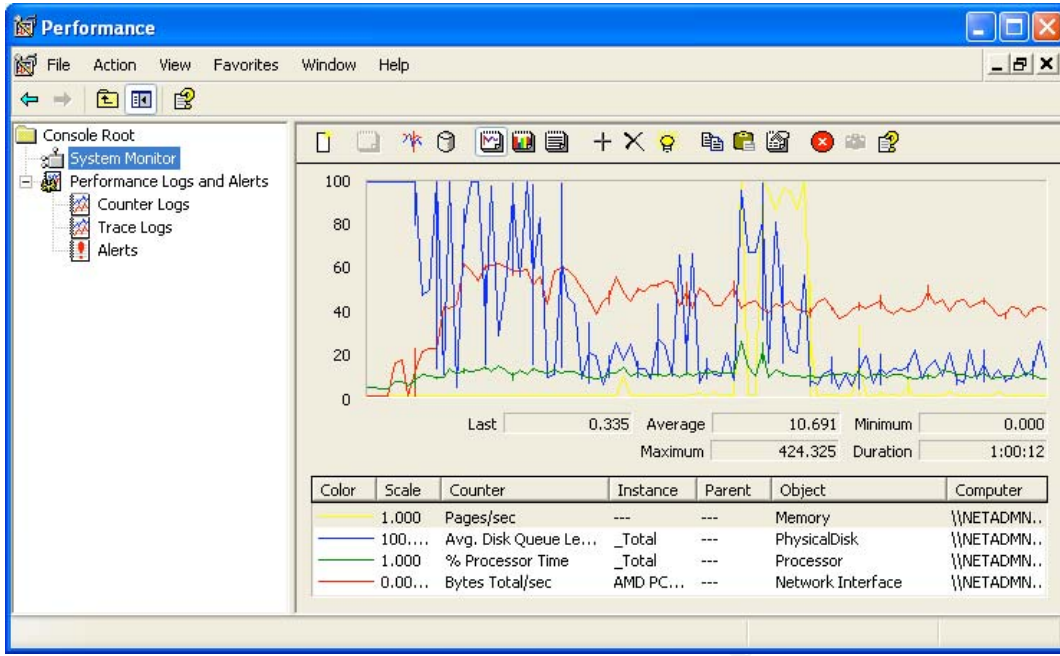 Performance
File Action View Favorites Window Help
Console Root
System Monitor
Performance Logs and Alerts
Counter Logs
Trace Logs
Alerts
100
80
60
40
20
0
Last 0.335 Average 10.691 Minimum 0.000
Maximum 424.325 Duration 1:00:12
Color Scale Counter Instance Parent Object Computer
1.000 Pages/sec --- --- Memory \\NETADMN...
100.... Avg. Disk Queue Le... _Total --- PhysicalDisk \\NETADMN...
1.000 % Processor Time _Total --- Processor \\NETADMN...
0.00... Bytes Total/sec AMD PC... --- Network Interface \\NETADMN...